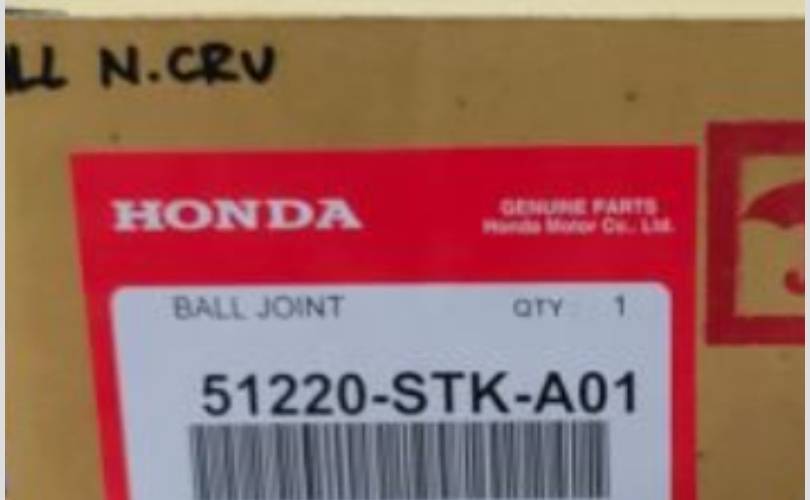 LL N.CRV
HONDA
GENUINE PARTS
Honda Motor Co., Ltd.
BALL JOINT QTY : 1
51220-STK-A01